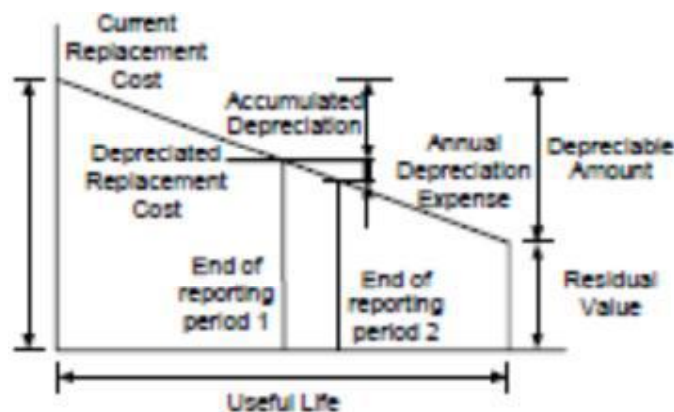 Current
Replacement
Cost
Accumulated
Depreciation
Depreciated
Replacement
Cost
Annual
Depreciation
Expense
Depreciable
Amount
End of
reporting
period 1
End of
reporting
period 2
Residual
Value
Useful Life